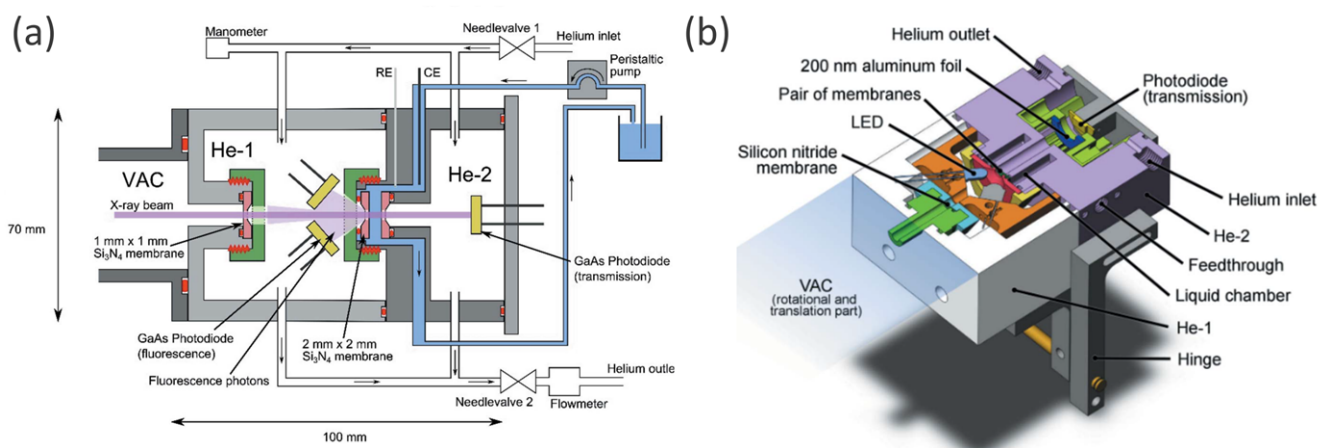 (a)
Manometer
Needlevalve 1
Helium inlet
Peristaltic
pump
RE
CE
He-1
He-2
VAC
X-ray beam
70 mm
1 mm x 1 mm
Si₃N₄ membrane
GaAs Photodiode
(transmission)
GaAs Photodiode
(fluorescence)
2 mm x 2 mm
Si₃N₄ membrane
Fluorescence photons
Helium outle
Needlevalve 2
Flowmeter
100 mm
(b)
Helium outlet
200 nm aluminum foil
Pair of membranes
LED
Silicon nitride
membrane
Photodiode
(transmission)
Helium inlet
He-2
Feedthrough
Liquid chamber
He-1
Hinge
VAC
(rotational and
translation part)